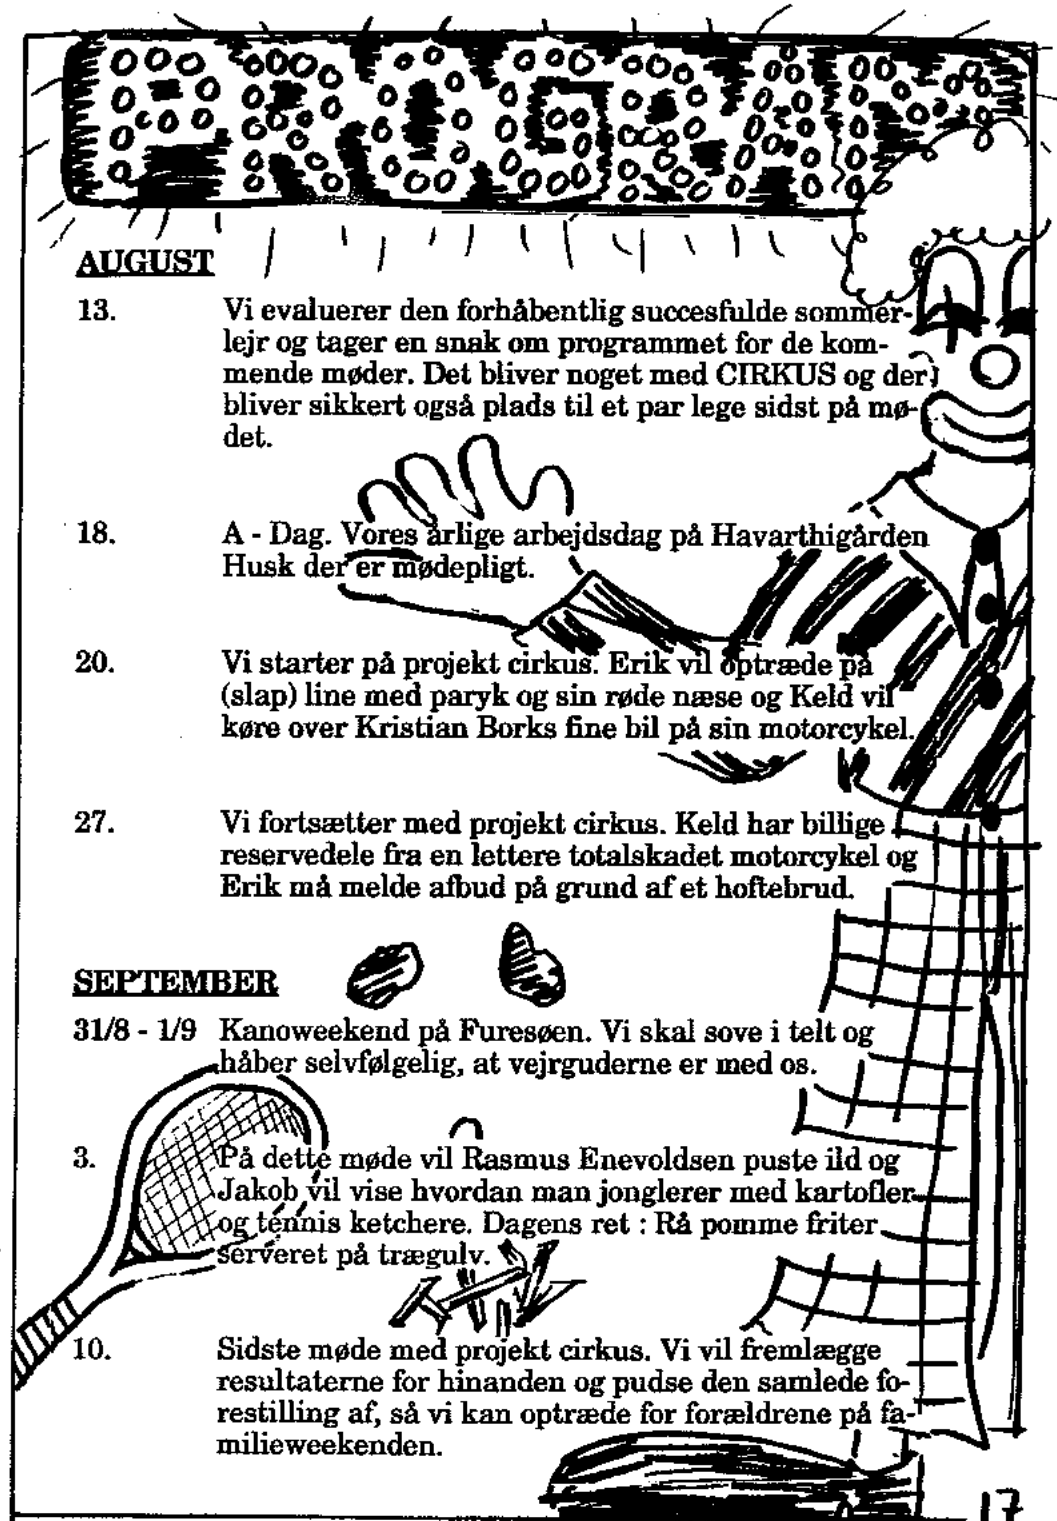 AUGUST
13. Vi evaluerer den forhåbentlig succesfulde sommer-
lejr og tager en snak om programmet for de kom-
mende møder. Det bliver noget med CIRKUS og der
bliver sikkert også plads til et par lege sidst på mø-
det.
18. A - Dag. Vores årlige arbejdsdag på Havarthigården
Husk der er mødepligt.
20. Vi starter på projekt cirkus. Erik vil optræde på
(slap) line med paryk og sin røde næse og Keld vil
køre over Kristian Borks fine bil på sin motorcykel.
27. Vi fortsætter med projekt cirkus. Keld har billige
reservedele fra en lettere totalskadet motorcykel og
Erik må melde afbud på grund af et hoftebrud.
SEPTEMBER
31/8 - 1/9 Kanoweekend på Furesøen. Vi skal sove i telt og
håber selvfølgelig, at vejrguderne er med os.
3. På dette møde vil Rasmus Enevoldsen puste ild og
Jakob vil vise hvordan man jonglerer med kartofler
og tennis ketchere. Dagens ret : Rå pomme friter
serveret på trægulv.
10. Sidste møde med projekt cirkus. Vi vil fremlægge
resultaterne for hinanden og pudse den samlede fo-
restilling af, så vi kan optræde for forældrene på fa-
milieweekenden.
17